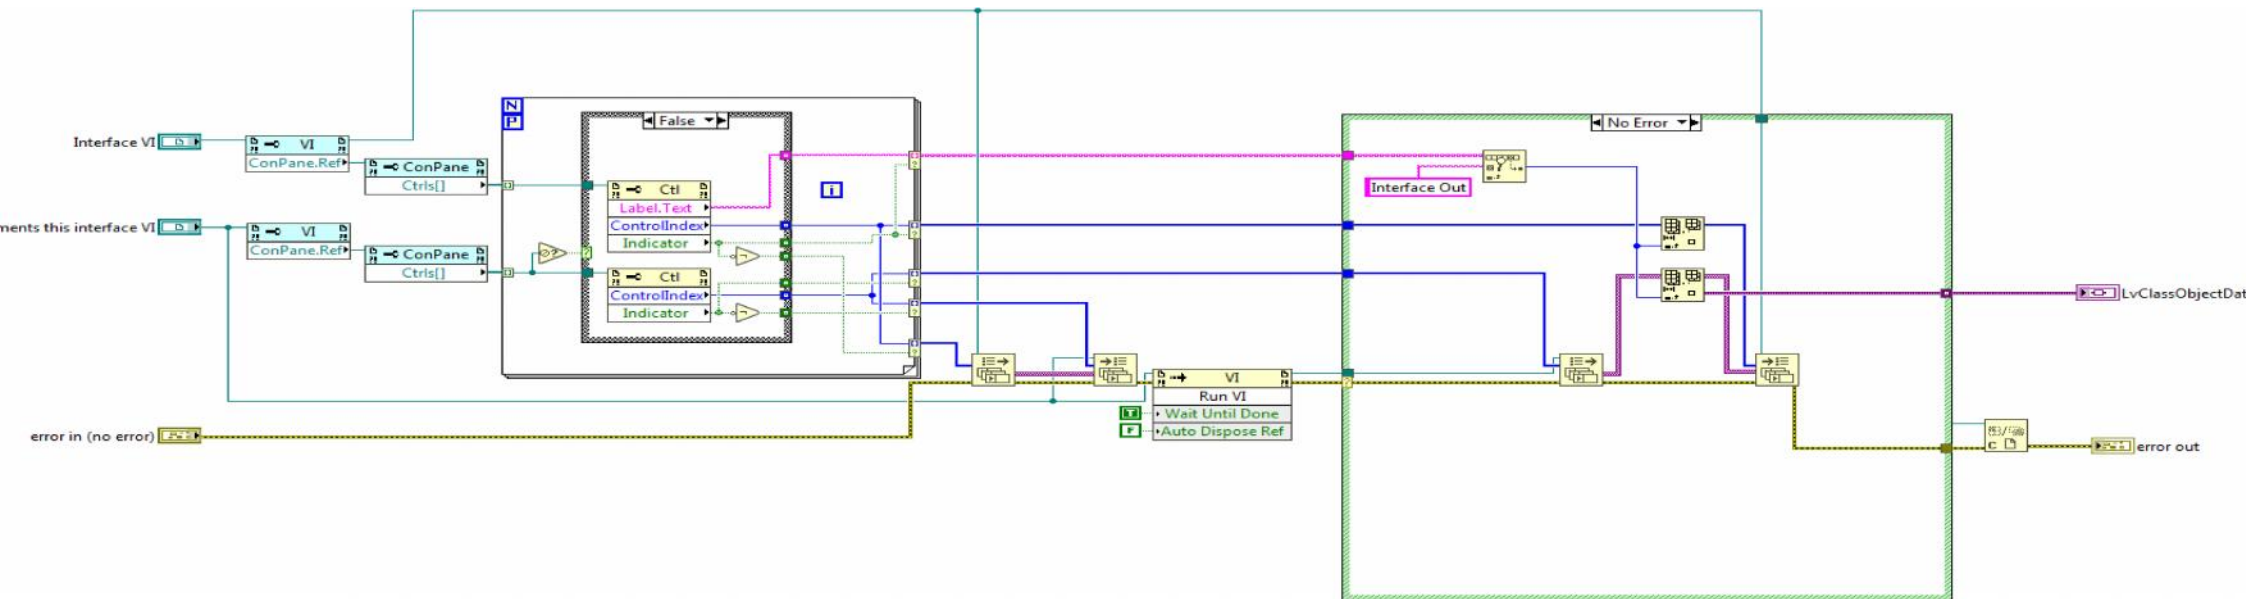 N
P
False
No Error
Interface VI
VI
ConPane.Ref
ConPane
Ctrls[]
Ctl
Label.Text
ControlIndex
Indicator
i
Interface Out
ments this interface VI
VI
ConPane.Ref
ConPane
Ctrls[]
Ctl
ControlIndex
Indicator
LvClassObjectDat
VI
Run VI
T
Wait Until Done
F
Auto Dispose Ref
error in (no error)
error out